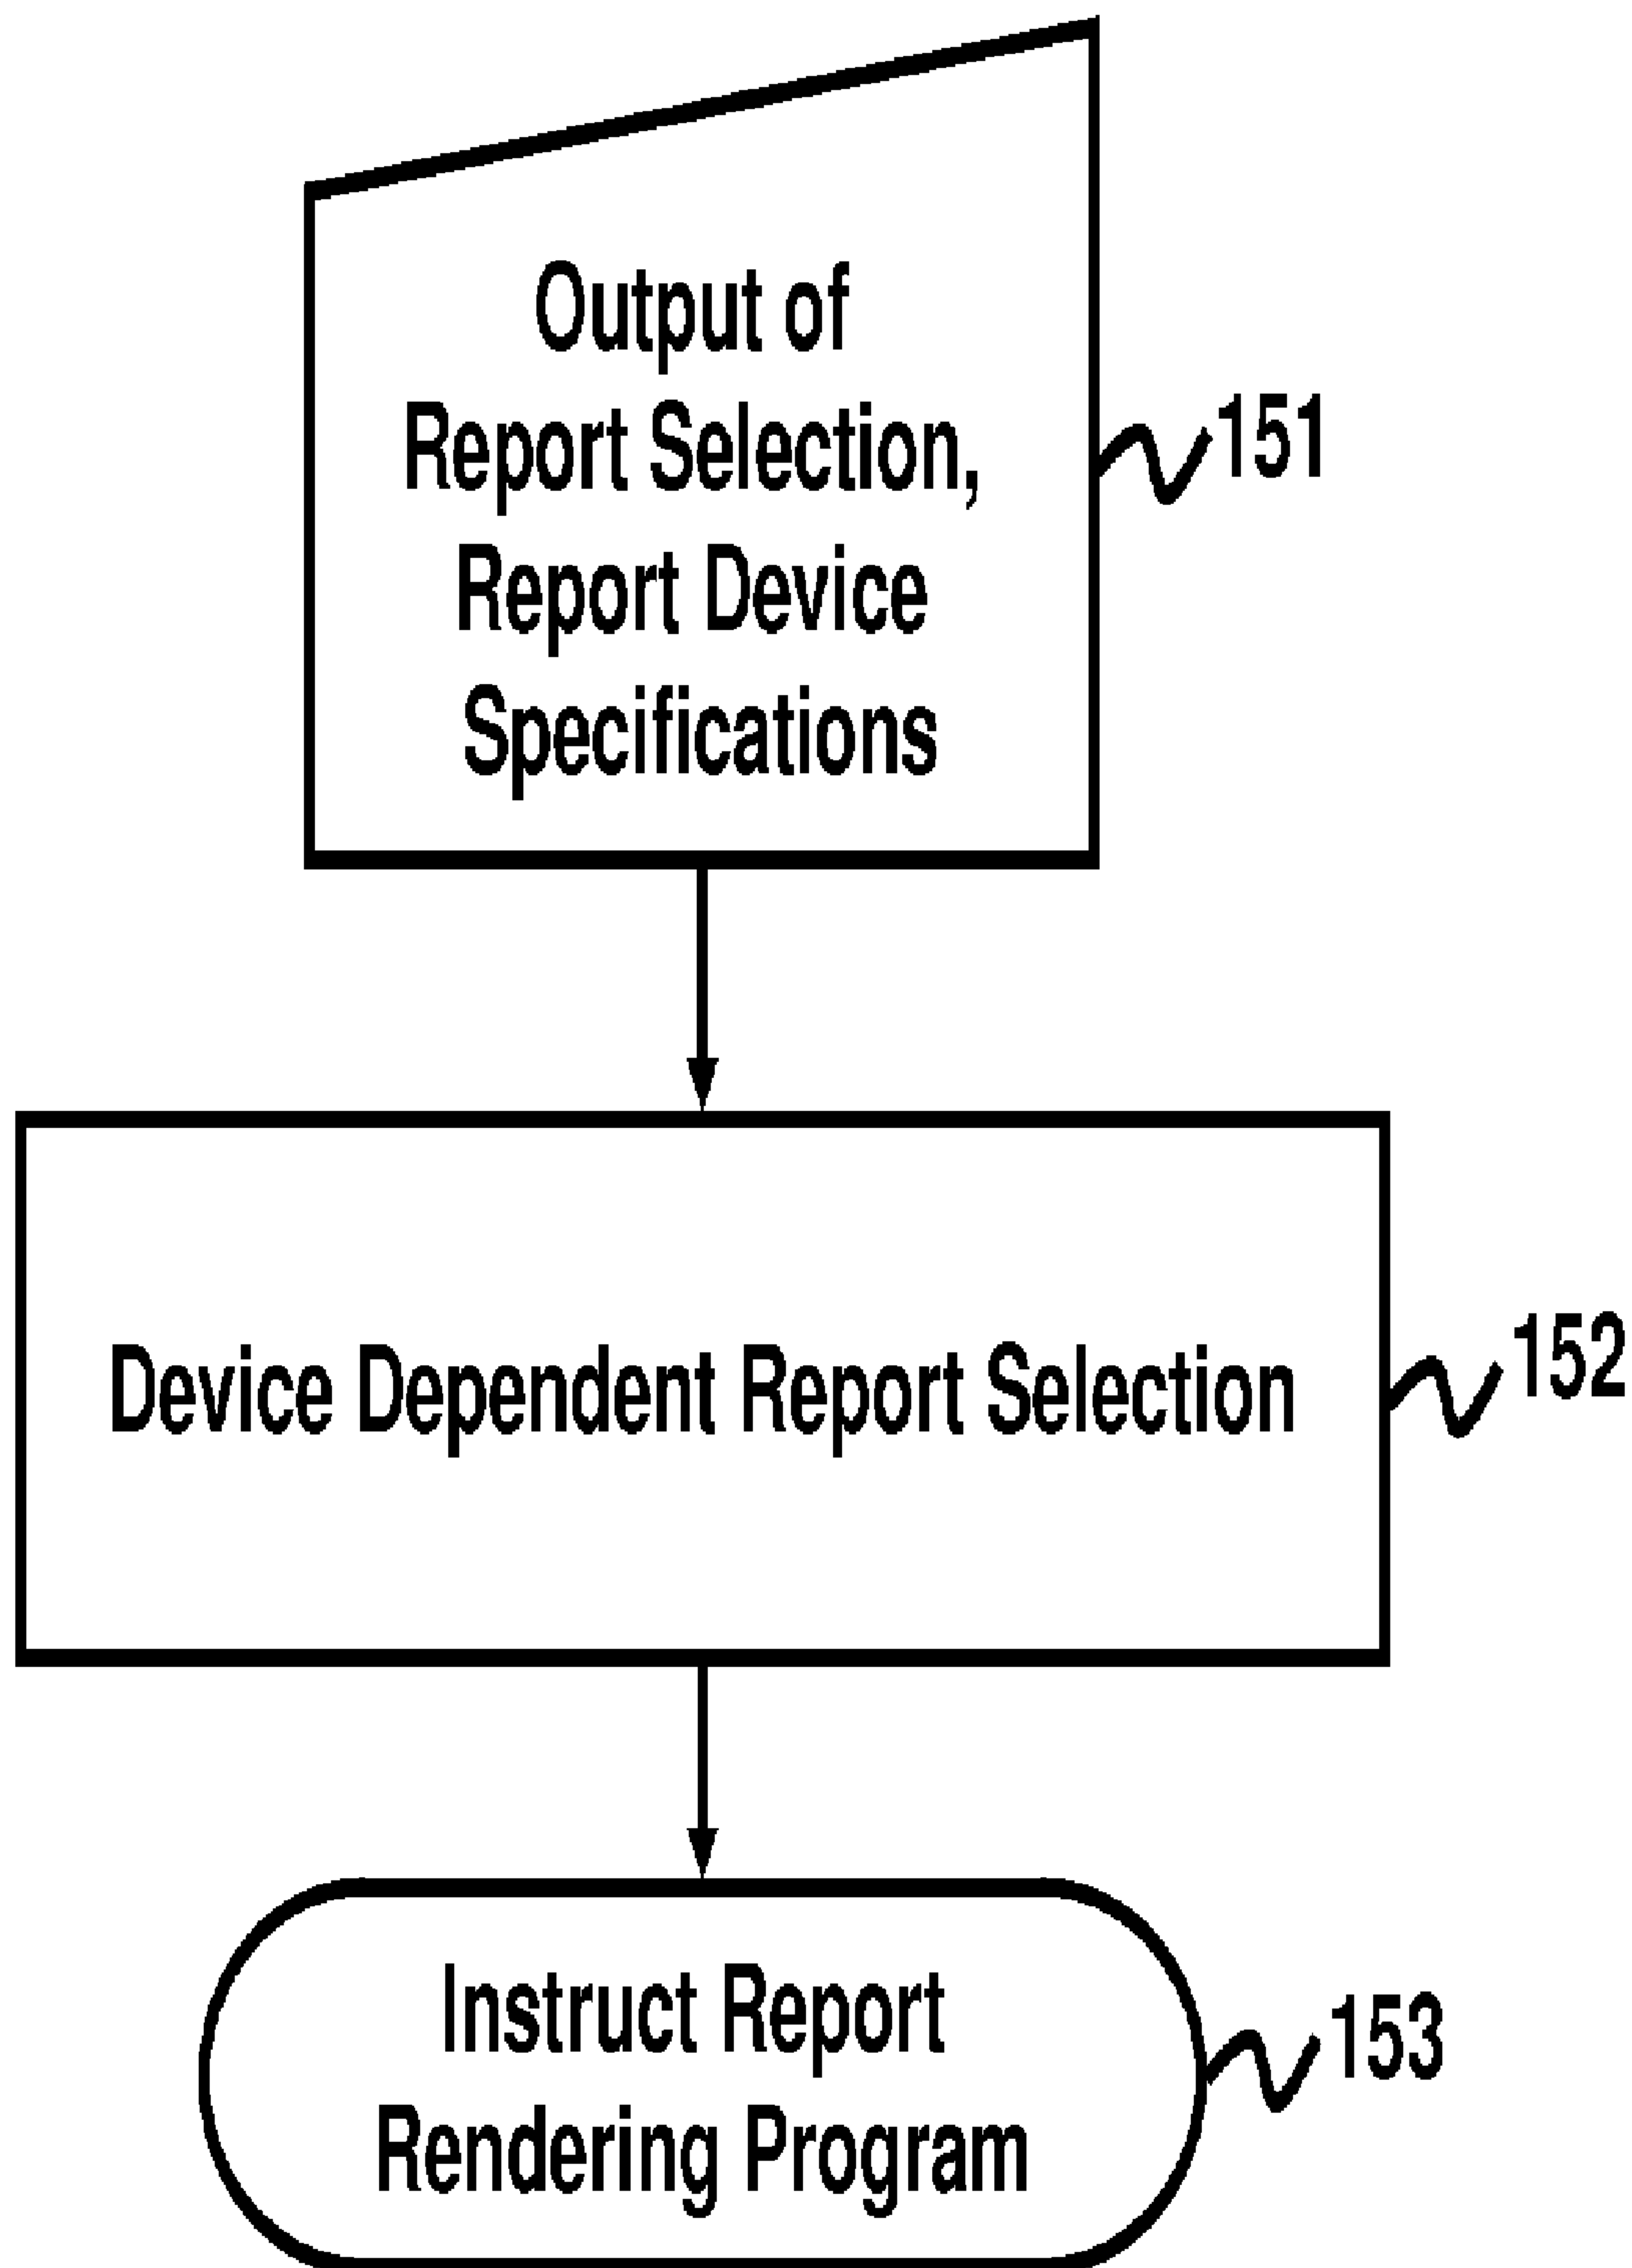 Output of
Report Selection,
Report Device
Specifications
151
Device Dependent Report Selection
152
Instruct Report
Rendering Program
153